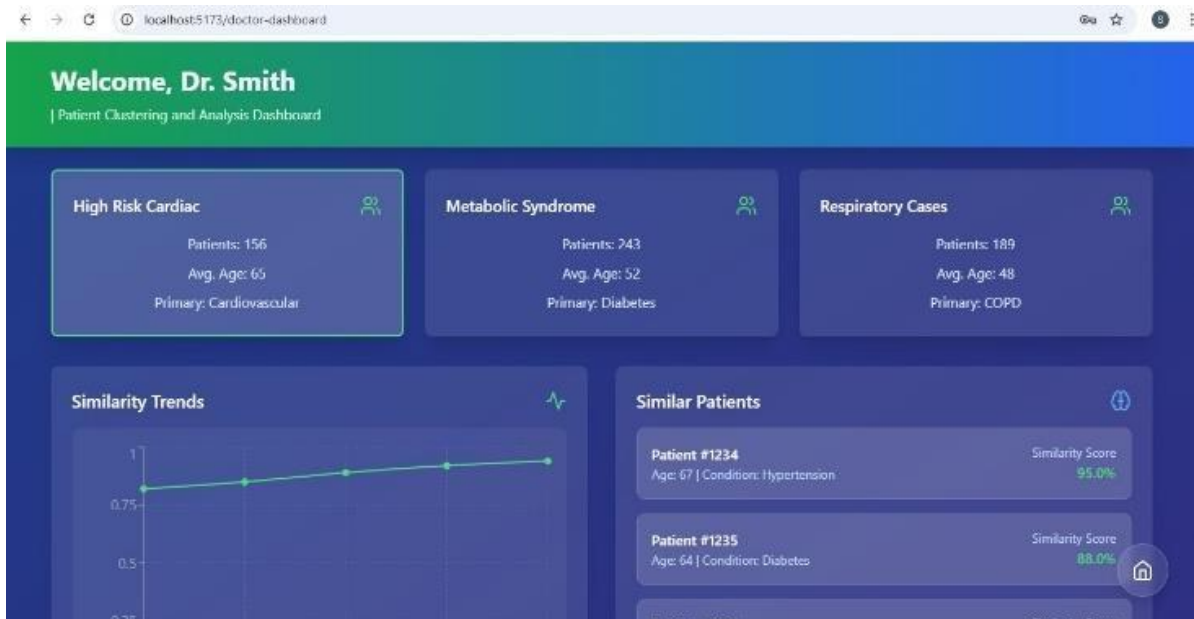 localhost:5173/doctor-dashboard
Welcome, Dr. Smith
| Patient Clustering and Analysis Dashboard
High Risk Cardiac
Patients: 156
Avg. Age: 65
Primary: Cardiovascular
Metabolic Syndrome
Patients: 243
Avg. Age: 52
Primary: Diabetes
Respiratory Cases
Patients: 189
Avg. Age: 48
Primary: COPD
Similarity Trends
1
0.75
0.5
Similar Patients
Patient #1234
Age: 67 | Condition: Hypertension
Similarity Score
95.0%
Patient #1235
Age: 64 | Condition: Diabetes
Similarity Score
88.0%